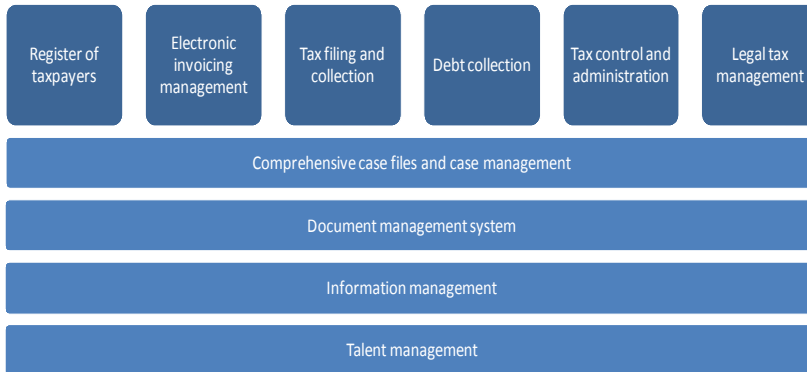 Register of
taxpayers
Electronic
invoicing
management
Tax filing and
collection
Debt collection
Tax control and
administration
Legal tax
management
Comprehensive case files and case management
Document management system
Information management
Talent management